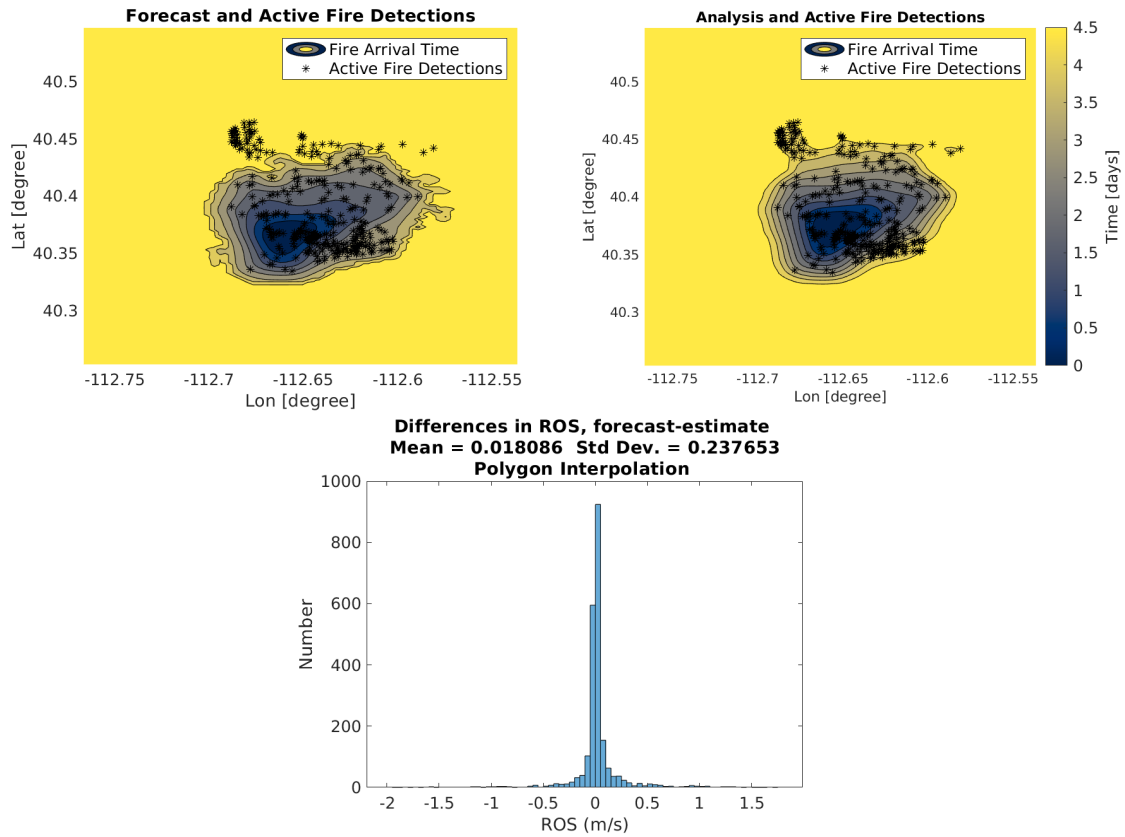 Forecast and Active Fire Detections
Fire Arrival Time
Active Fire Detections
40.5
40.45
40.4
40.35
40.3
Lat [degree]
-112.75
-112.7
-112.65
-112.6
-112.55
Lon [degree]
Analysis and Active Fire Detections
Fire Arrival Time
Active Fire Detections
40.5
40.45
40.4
40.35
40.3
Lat [degree]
-112.75
-112.7
-112.65
-112.6
-112.55
Lon [degree]
4.5
4
3.5
3
2.5
2
1.5
1
0.5
0
Time [days]
Differences in ROS, forecast-estimate
Mean = 0.018086 Std Dev. = 0.237653
Polygon Interpolation
1000
800
600
400
200
0
Number
-2
-1.5
-1
-0.5
0
0.5
1
1.5
ROS (m/s)